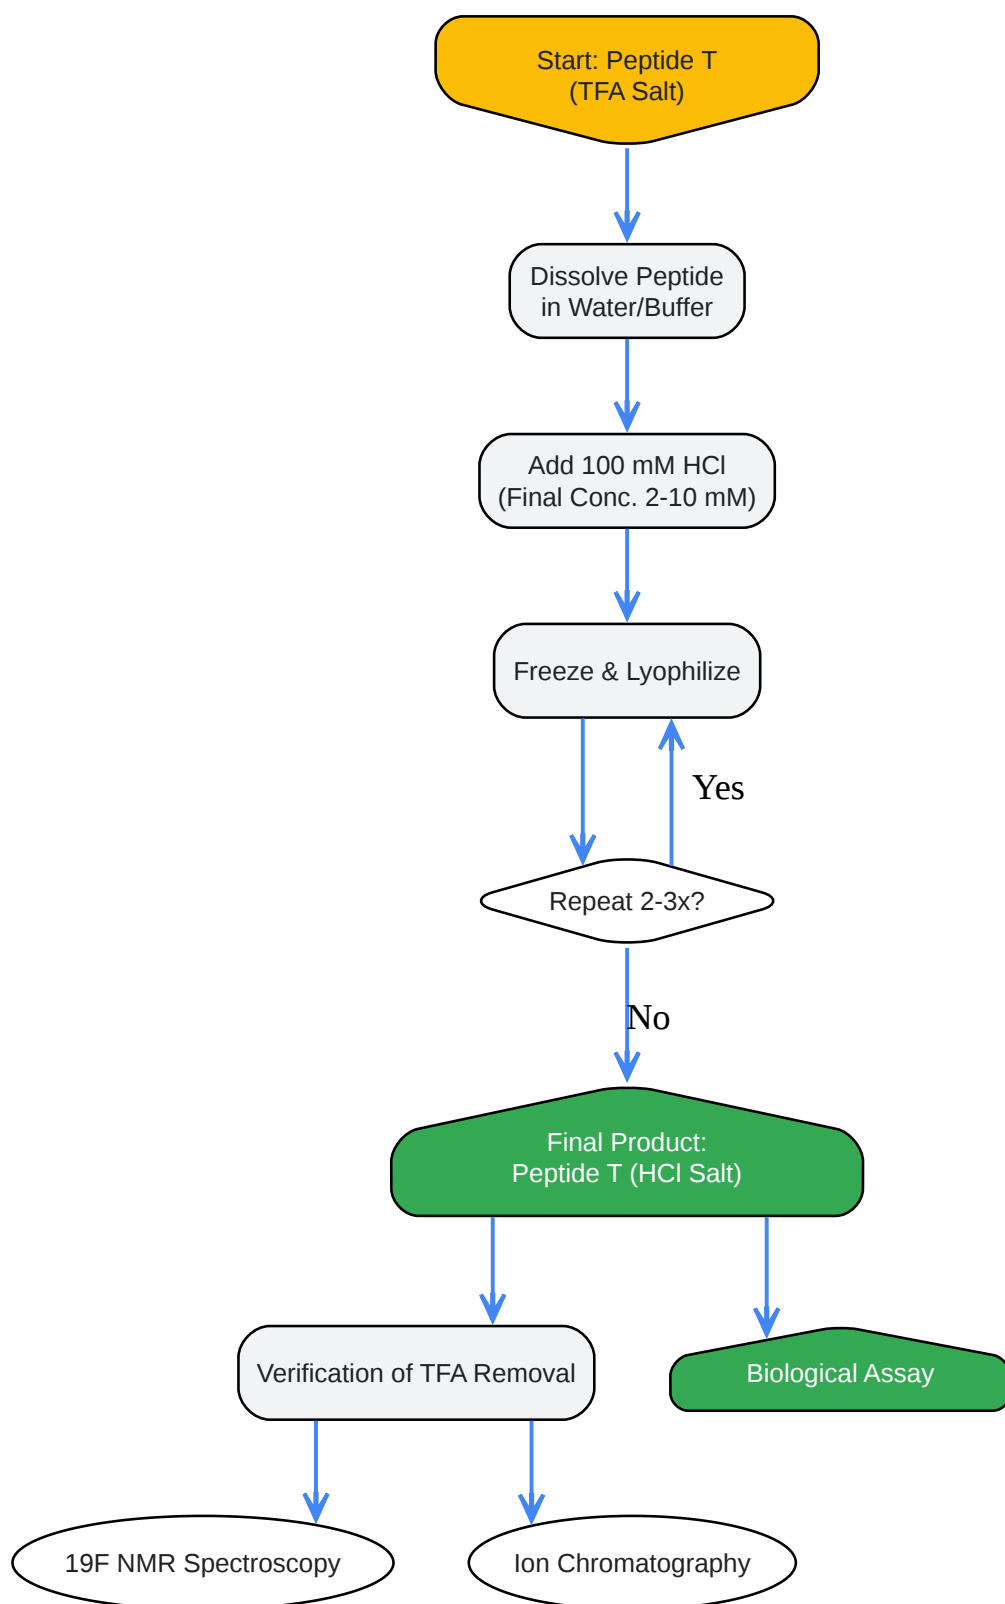 Start: Peptide T
(TFA Salt)
Dissolve Peptide
in Water/Buffer
Add 100 mM HCl
(Final Conc. 2-10 mM)
Freeze & Lyophilize
Yes
Repeat 2-3x?
No
Final Product:
Peptide T (HCl Salt)
Verification of TFA Removal
Biological Assay
19F NMR Spectroscopy
Ion Chromatography